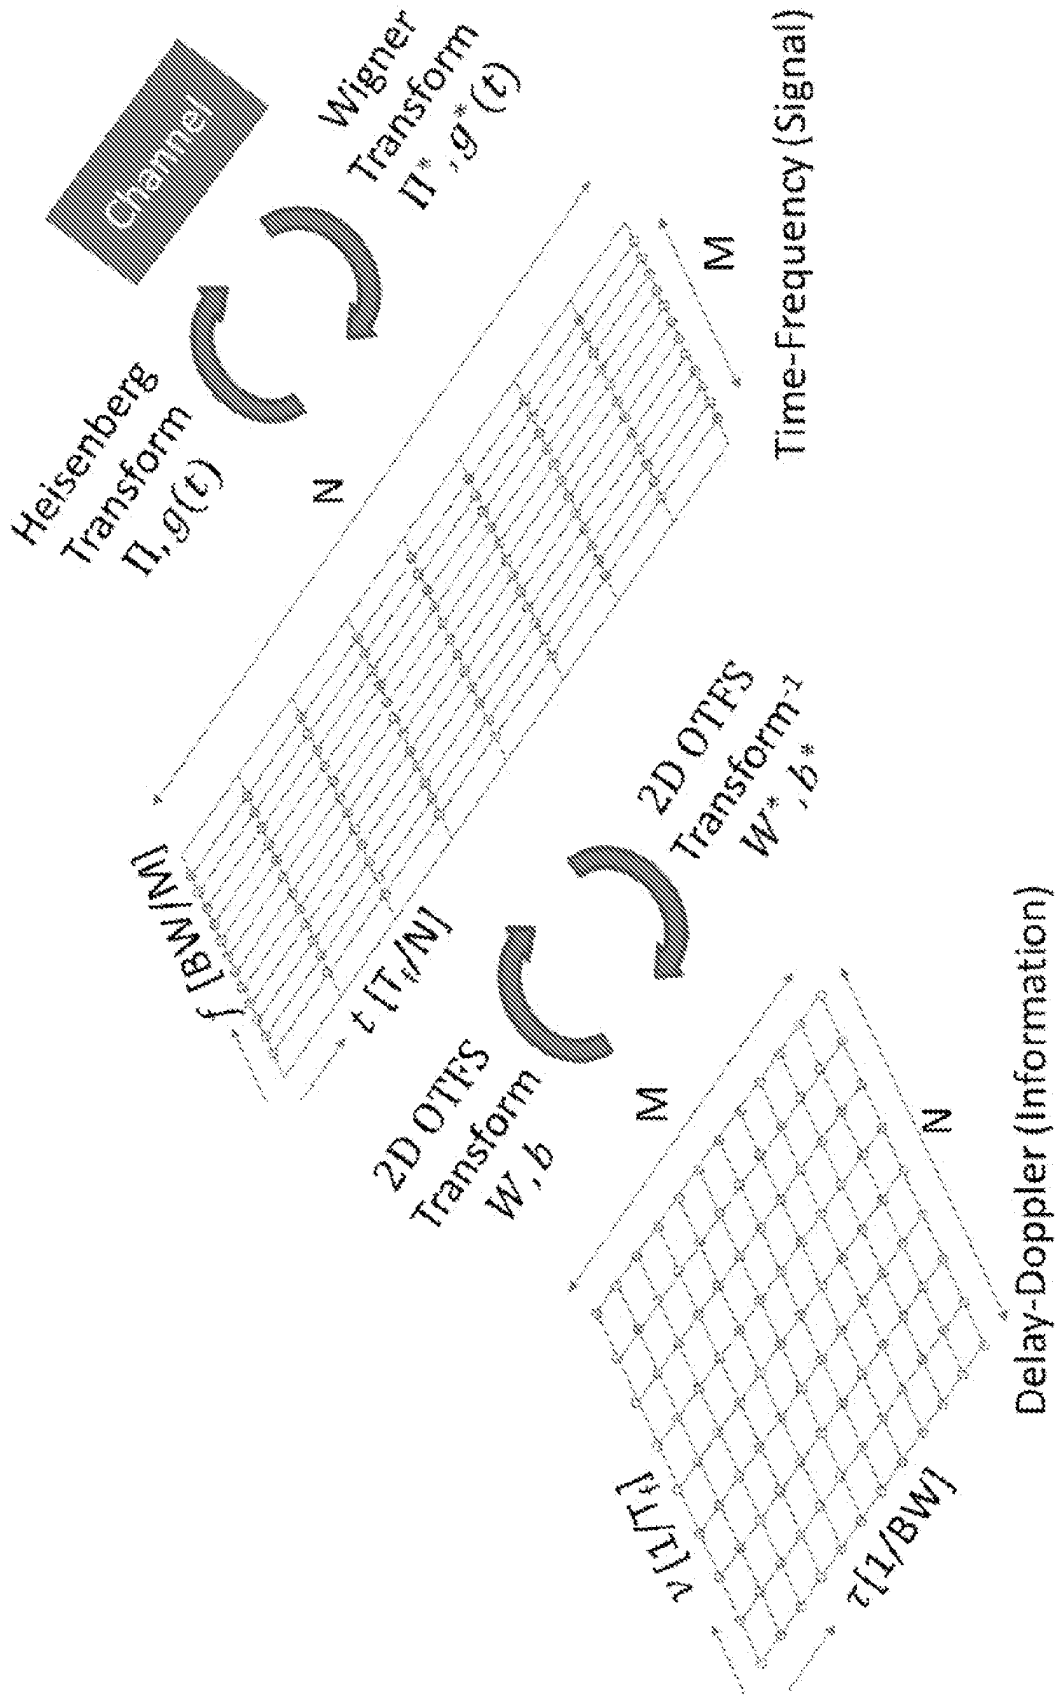 Heisenberg
Transform
Π, g(t)
Channel
Wigner
Transform
Π*, g*(t)
N
M
f [BW/M]
t [Tf/N]
Time-Frequency (Signal)
2D OTFS
Transform
W, b
2D OTFS
Transform⁻¹
W*, b*
M
N
ν[1/Tf]
τ[1/BW]
Delay-Doppler (Information)